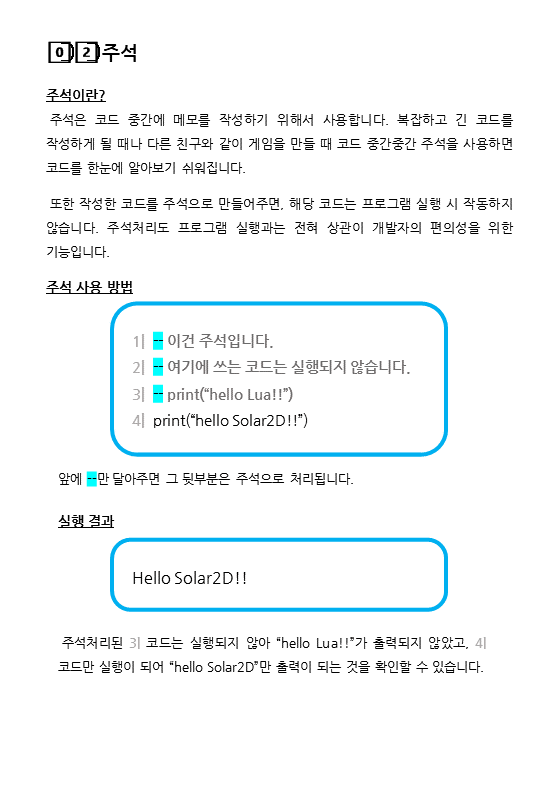 02주석
주석이란?
주석은 코드 중간에 메모를 작성하기 위해서 사용합니다. 복잡하고 긴 코드를
작성하게 될 때나 다른 친구와 같이 게임을 만들 때 코드 중간중간 주석을 사용하면
코드를 한눈에 알아보기 쉬워집니다.
또한 작성한 코드를 주석으로 만들어주면, 해당 코드는 프로그램 실행 시 작동하지
않습니다. 주석처리도 프로그램 실행과는 전혀 상관이 개발자의 편의성을 위한
기능입니다.
주석 사용 방법
1| -- 이건 주석입니다.
2| -- 여기에 쓰는 코드는 실행되지 않습니다.
3| -- print(“hello Lua!!”)
4| print(“hello Solar2D!!”)
앞에 --만 달아주면 그 뒷부분은 주석으로 처리됩니다.
실행 결과
Hello Solar2D!!
주석처리된 3| 코드는 실행되지 않아 “hello Lua!!”가 출력되지 않았고, 4|
코드만 실행이 되어 “hello Solar2D”만 출력이 되는 것을 확인할 수 있습니다.